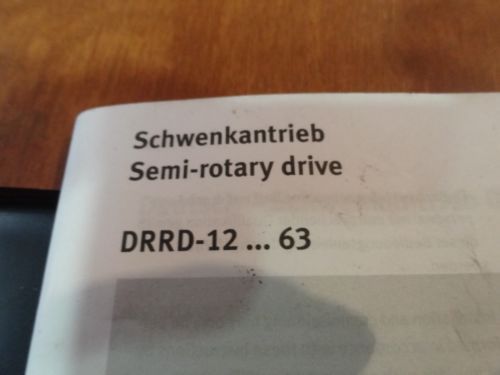 Schwenkantrieb
Semi-rotary drive
DRRD-12 ... 63